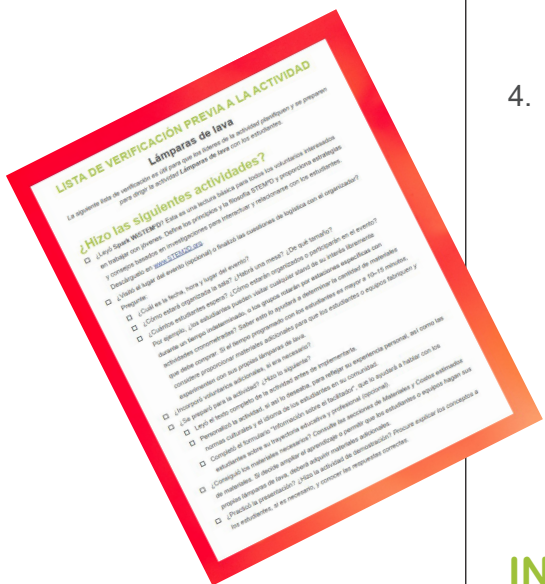 LISTA DE VERIFICACIÓN PREVIA A LA ACTIVIDAD
Lámparas de lava
La siguiente lista de verificación es útil para que los líderes de la actividad planifiquen y se preparen
para dirigir la actividad Lámparas de lava con los estudiantes.
¿Hizo las siguientes actividades?
¿Leyó Spark WiSTEM²D? Esta es una lectura básica para todos los voluntarios interesados
en trabajar con jóvenes. Define los principios y la filosofía STEM²D y proporciona estrategias
y consejos basados en investigaciones para interactuar y relacionarse con los estudiantes.
Descárguelo en www.STEM2D.org.
¿Visitó el lugar del evento (opcional) o finalizó las cuestiones de logística con el organizador?
Pregunte:
¿Cuál es la fecha, hora y lugar del evento?
¿Cómo estará organizada la sala? ¿Habrá una mesa? ¿De qué tamaño?
¿Cuántos estudiantes espera? ¿Cómo estarán organizados o participarán en el evento?
Por ejemplo, ¿los estudiantes pueden visitar cualquier stand de su interés libremente
durante un tiempo indeterminado, o los grupos rotarán por estaciones específicas con
actividades cronometradas? Saber esto lo ayudará a determinar la cantidad de materiales
que debe comprar. Si el tiempo programado con los estudiantes es mayor a 10–15 minutos,
considere proporcionar materiales adicionales para que los estudiantes o equipos fabriquen y
experimenten con sus propias lámparas de lava.
¿Incorporó voluntarios adicionales, si era necesario?
¿Se preparó para la actividad? ¿Hizo lo siguiente?
Leyó el texto completo de la actividad antes de implementarla.
Personalizó la actividad, si así lo deseaba, para reflejar su experiencia personal, así como las
normas culturales y el idioma de los estudiantes en su comunidad.
Completó el formulario "Información sobre el facilitador", que lo ayudará a hablar con los
estudiantes sobre su trayectoria educativa y profesional (opcional).
¿Consiguió los materiales necesarios? Consulte las secciones de Materiales y Costos estimados
de materiales. Si decide ampliar el aprendizaje o permitir que los estudiantes o equipos hagan sus
propias lámparas de lava, deberá adquirir materiales adicionales.
¿Practicó la presentación? ¿Hizo la actividad de demostración? Procure explicar los conceptos a
los estudiantes, si es necesario, y conocer las respuestas correctas.
4.
IN